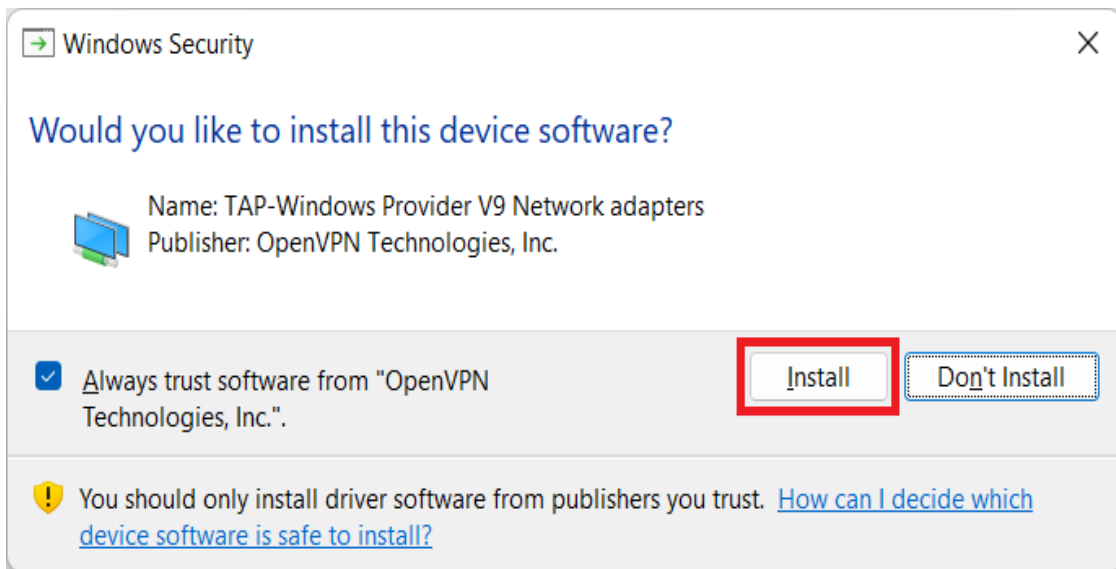 Windows Security
Would you like to install this device software?
Name: TAP-Windows Provider V9 Network adapters
Publisher: OpenVPN Technologies, Inc.
Always trust software from "OpenVPN
Technologies, Inc.".
Install
Don't Install
You should only install driver software from publishers you trust. How can I decide which
device software is safe to install?